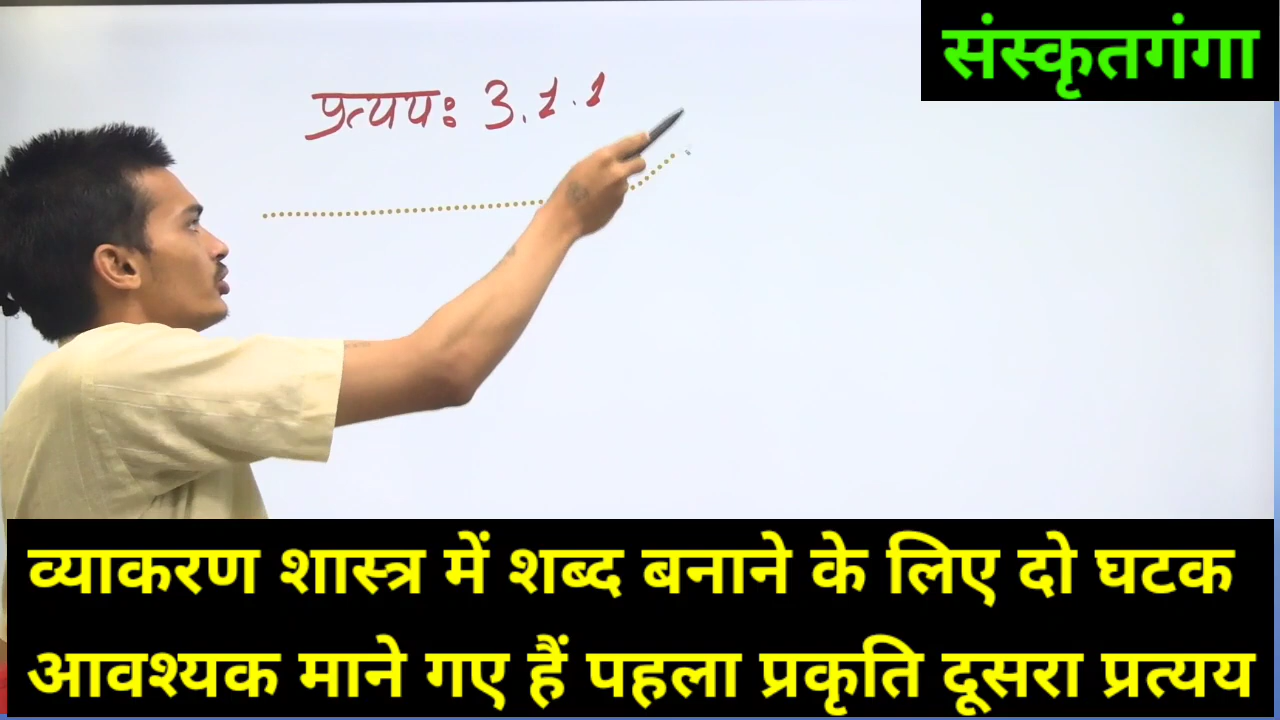 संस्कृतगंगा
प्रत्ययः 3.1.1
व्याकरण शास्त्र में शब्द बनाने के लिए दो घटक
आवश्यक माने गए हैं पहला प्रकृति दूसरा प्रत्यय